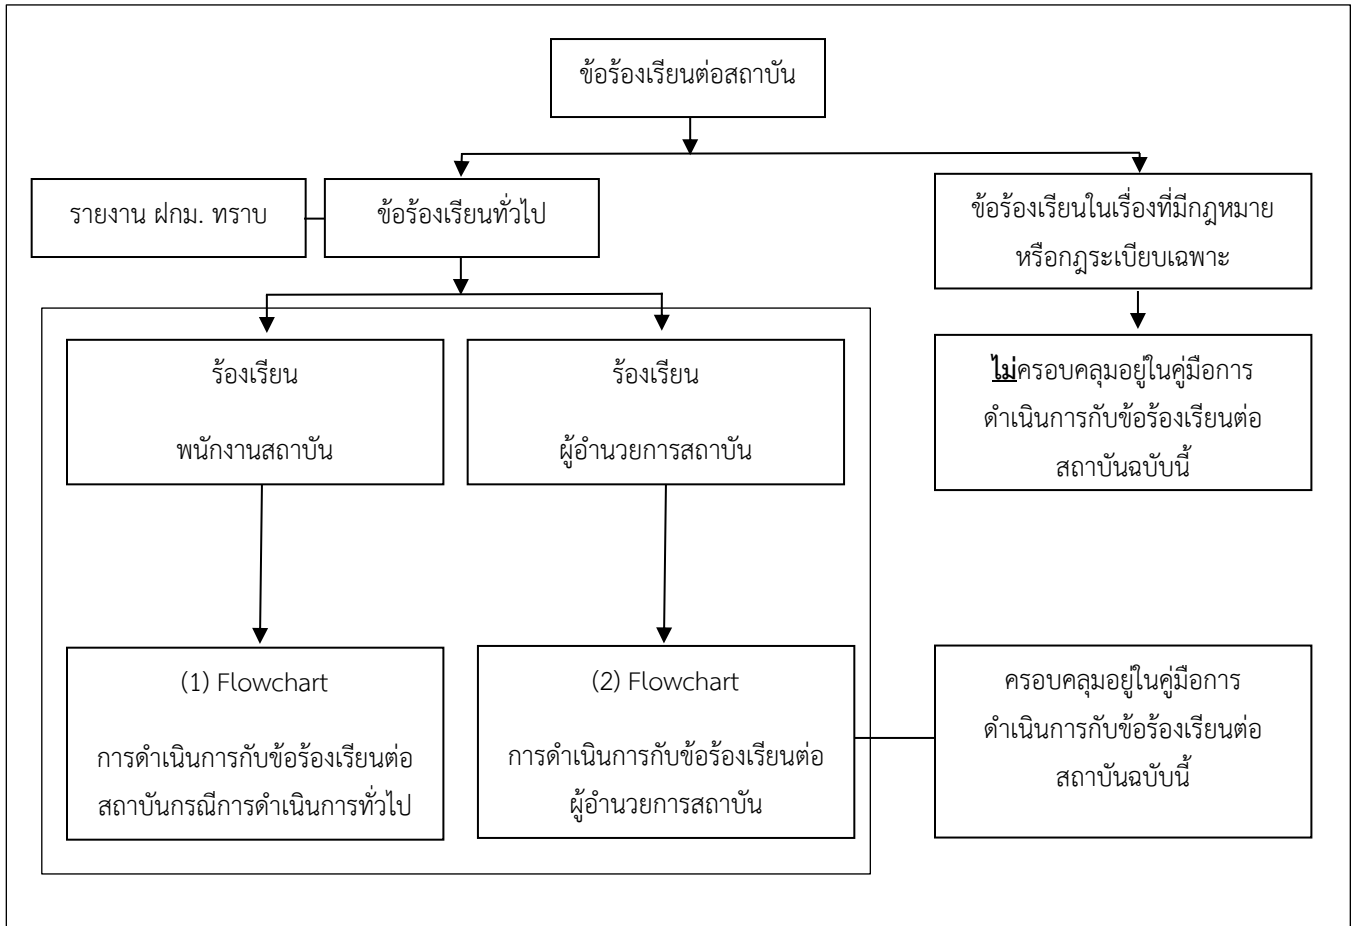 ข้อร้องเรียนต่อสถาบัน
รายงาน ฝกม. ทราบ
ข้อร้องเรียนทั่วไป
ข้อร้องเรียนในเรื่องที่มีกฎหมาย
หรือกฎระเบียบเฉพาะ
ร้องเรียน
พนักงานสถาบัน
ร้องเรียน
ผู้อำนวยการสถาบัน
ไม่ครอบคลุมอยู่ในคู่มือการ
ดำเนินการกับข้อร้องเรียนต่อ
สถาบันฉบับนี้
(1) Flowchart
การดำเนินการกับข้อร้องเรียนต่อ
สถาบันกรณีการดำเนินการทั่วไป
(2) Flowchart
การดำเนินการกับข้อร้องเรียนต่อ
ผู้อำนวยการสถาบัน
ครอบคลุมอยู่ในคู่มือการ
ดำเนินการกับข้อร้องเรียนต่อ
สถาบันฉบับนี้